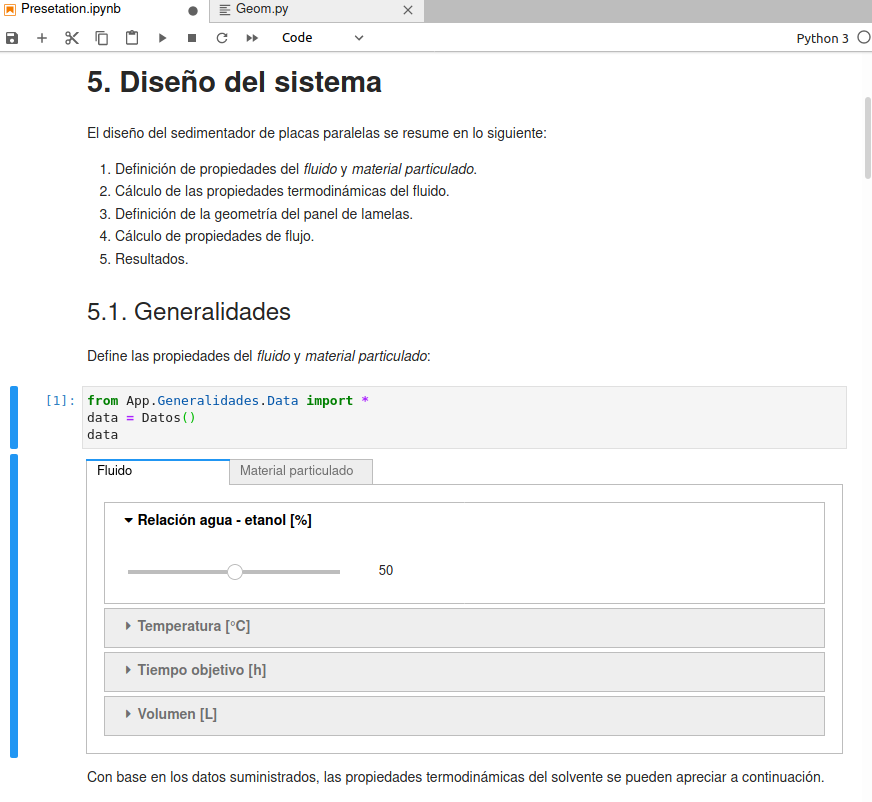 Presetation.ipynb
Geom.py
Code
Python 3
5. Diseño del sistema
El diseño del sedimentador de placas paralelas se resume en lo siguiente:
1. Definición de propiedades del fluido y material particulado.
2. Cálculo de las propiedades termodinámicas del fluido.
3. Definición de la geometría del panel de lamelas.
4. Cálculo de propiedades de flujo.
5. Resultados.
5.1. Generalidades
Define las propiedades del fluido y material particulado:
[1]: from App.Generalidades.Data import *
data = Datos()
data
Fluido
Material particulado
Relación agua - etanol [%]
50
Temperatura [°C]
Tiempo objetivo [h]
Volumen [L]
Con base en los datos suministrados, las propiedades termodinámicas del solvente se pueden apreciar a continuación.